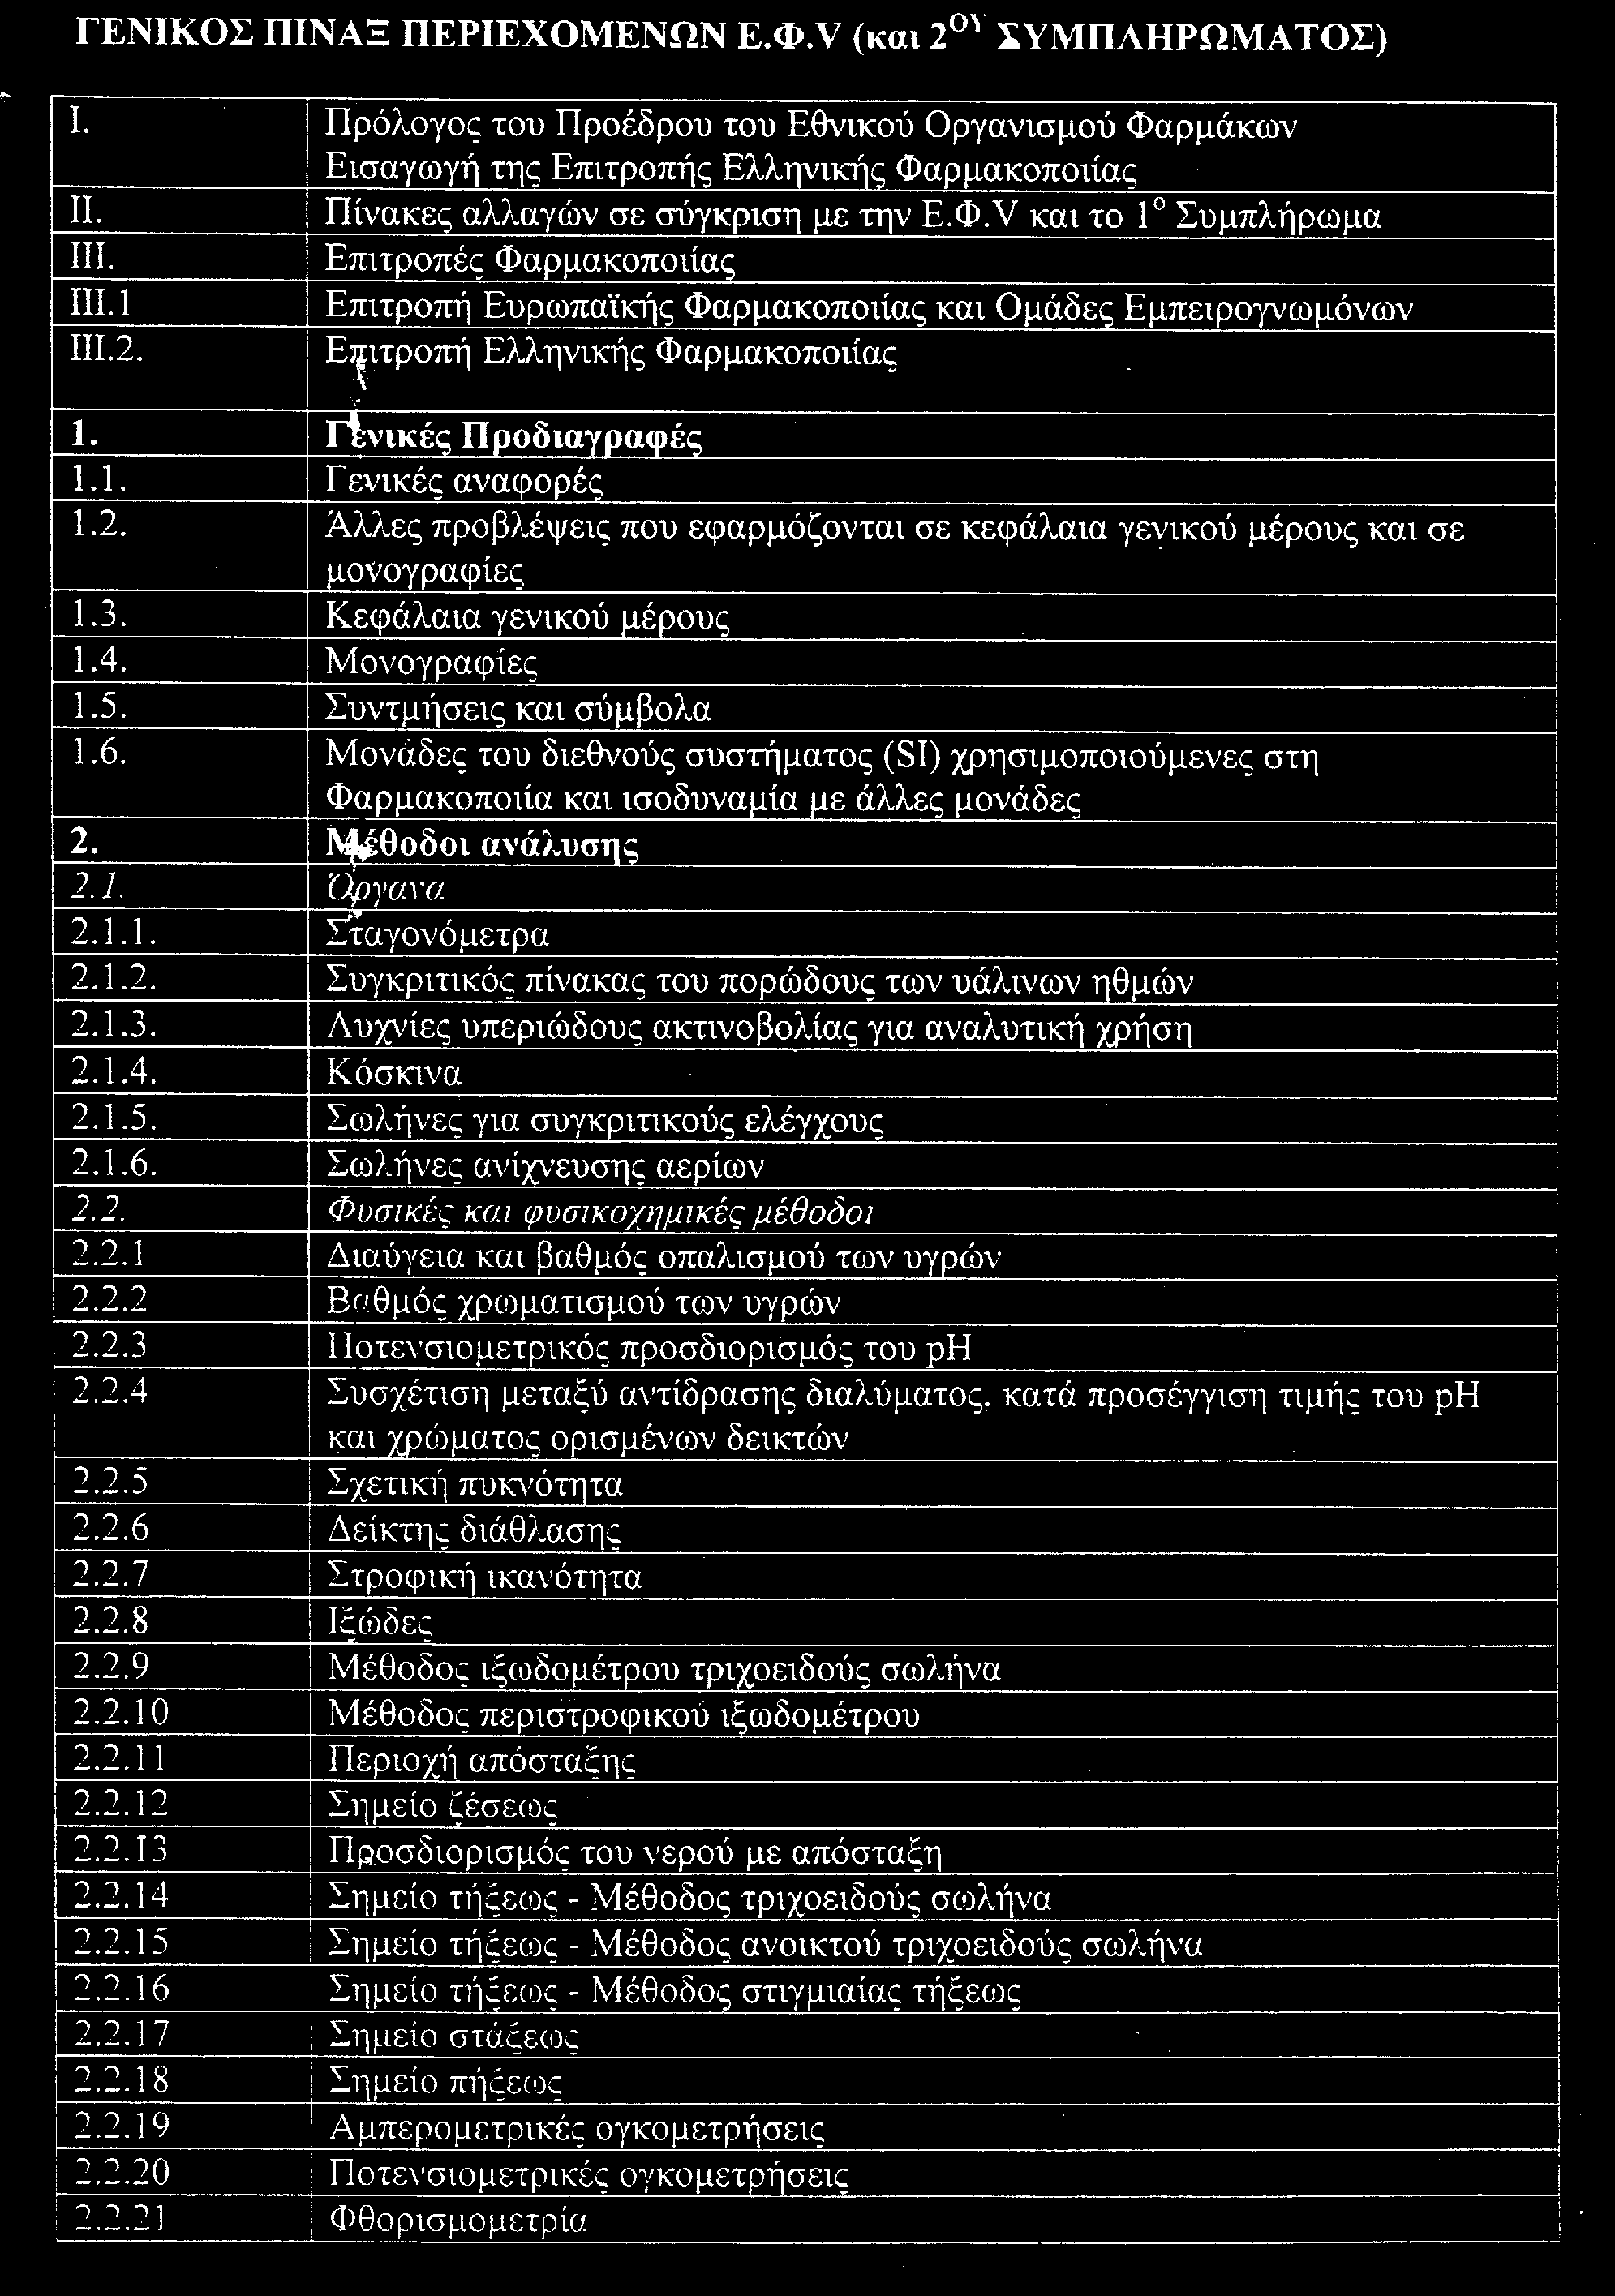 ΓΕΝΙΚΟΣ ΠΙΝΑΞ ΠΕΡΙΕΧΟΜΕΝΩΝ Ε.Φ.V (και 2ΟΥ ΣΥΜΠΛΗΡΩΜΑΤΟΣ)
I. Πρόλογος του Προέδρου του Εθνικού Οργανισμού Φαρμάκων
Εισαγωγή της Επιτροπής Ελληνικής Φαρμακοποιίας
II. Πίνακες αλλαγών σε σύγκριση με την Ε.Φ.V και το 1ο Συμπλήρωμα
III. Επιτροπές Φαρμακοποιίας
III.1 Επιτροπή Ευρωπαϊκής Φαρμακοποιίας και Ομάδες Εμπειρογνωμόνων
III.2. Επιτροπή Ελληνικής Φαρμακοποιίας
1. Γενικές Προδιαγραφές
1.1. Γενικές αναφορές
1.2. Άλλες προβλέψεις που εφαρμόζονται σε κεφάλαια γενικού μέρους και σε
μονογραφίες
1.3. Κεφάλαια γενικού μέρους
1.4. Μονογραφίες
1.5. Συντμήσεις και σύμβολα
1.6. Μονάδες του διεθνούς συστήματος (SI) χρησιμοποιούμενες στη
Φαρμακοποιία και ισοδυναμία με άλλες μονάδες
2. Μέθοδοι ανάλυσης
2.1. Όργανα
2.1.1. Σταγονόμετρα
2.1.2. Συγκριτικός πίνακας του πορώδους των υάλινων ηθμών
2.1.3. Λυχνίες υπεριώδους ακτινοβολίας για αναλυτική χρήση
2.1.4. Κόσκινα
2.1.5. Σωλήνες για συγκριτικούς ελέγχους
2.1.6. Σωλήνες ανίχνευσης αερίων
2.2. Φυσικές και φυσικοχημικές μέθοδοι
2.2.1 Διαύγεια και βαθμός οπαλισμού των υγρών
2.2.2 Βαθμός χρωματισμού των υγρών
2.2.3 Ποτενσιομετρικός προσδιορισμός του pH
2.2.4 Συσχέτιση μεταξύ αντίδρασης διαλύματος, κατά προσέγγιση τιμής του pH
και χρώματος ορισμένων δεικτών
2.2.5 Σχετική πυκνότητα
2.2.6 Δείκτης διάθλασης
2.2.7 Στροφική ικανότητα
2.2.8 Ιξώδες
2.2.9 Μέθοδος ιξωδομέτρου τριχοειδούς σωλήνα
2.2.10 Μέθοδος περιστροφικού ιξωδομέτρου
2.2.11 Περιοχή απόσταξης
2.2.12 Σημείο ζέσεως
2.2.13 Προσδιορισμός του νερού με απόσταξη
2.2.14 Σημείο τήξεως - Μέθοδος τριχοειδούς σωλήνα
2.2.15 Σημείο τήξεως - Μέθοδος ανοικτού τριχοειδούς σωλήνα
2.2.16 Σημείο τήξεως - Μέθοδος στιγμιαίας τήξεως
2.2.17 Σημείο στάξεως
2.2.18 Σημείο πήξεως
2.2.19 Αμπερομετρικές ογκομετρήσεις
2.2.20 Ποτενσιομετρικές ογκομετρήσεις
2.2.21 Φθορισμομετρία